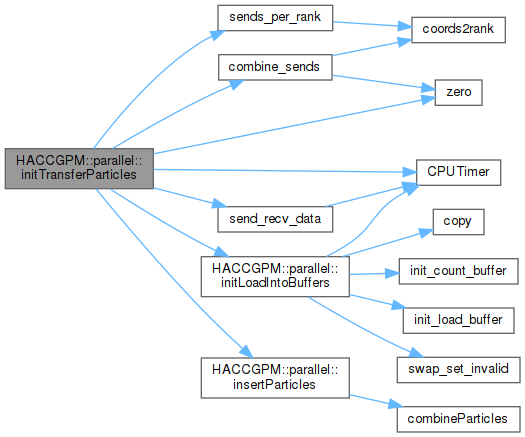 sends_per_rank
coords2rank
combine_sends
zero
HACCGPM::parallel::
initTransferParticles
CPUTimer
send_recv_data
copy
HACCGPM::parallel::
initLoadIntoBuffers
init_count_buffer
init_load_buffer
swap_set_invalid
HACCGPM::parallel::
insertParticles
combineParticles